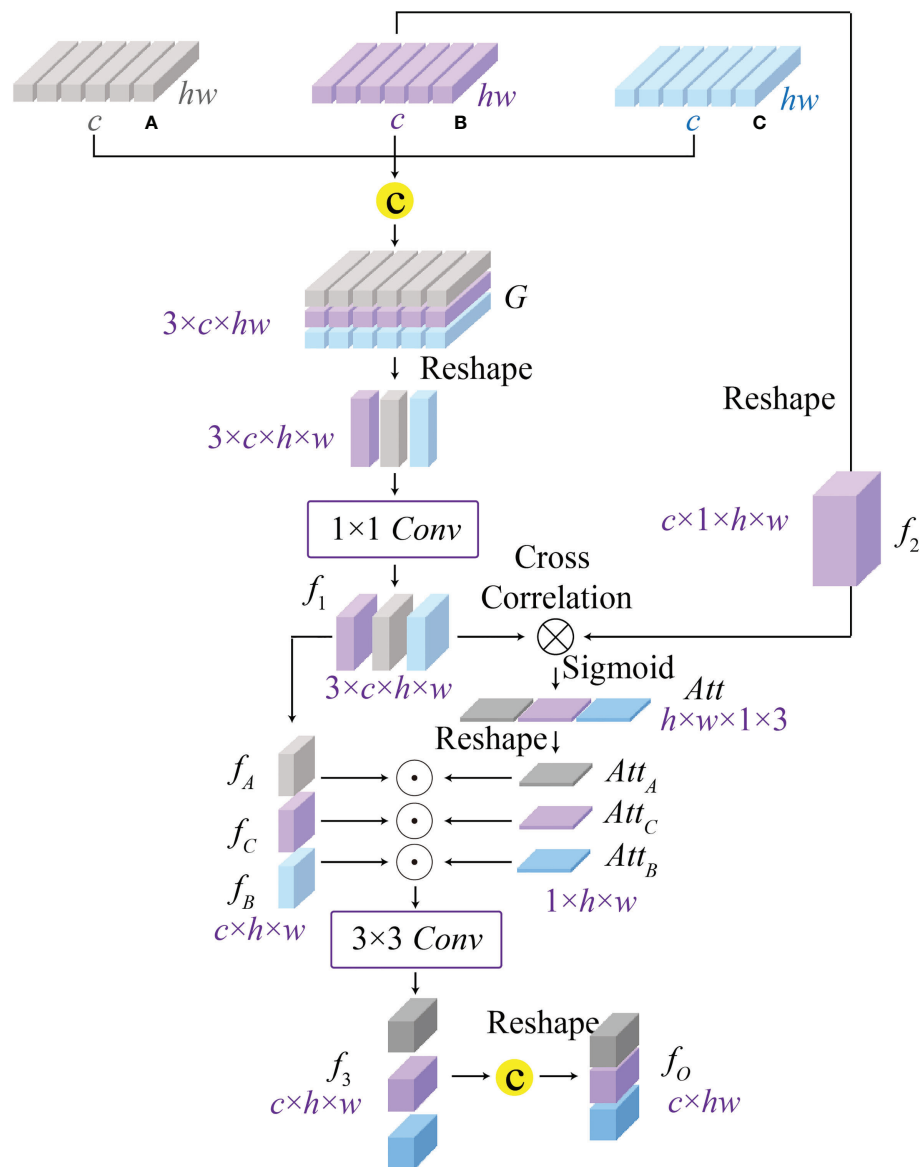 hw
hw
hw
c
A
c
B
c
C
c
G
3×c×hw
Reshape
Reshape
3×c×h×w
c×1×h×w
f2
1×1 Conv
Cross
Correlation
f1
3×c×h×w
Sigmoid
Att
h×w×1×3
Reshape
fA
AttA
fC
AttC
fB
AttB
c×h×w
1×h×w
3×3 Conv
Reshape
f3
c×h×w
c
fO
c×hw